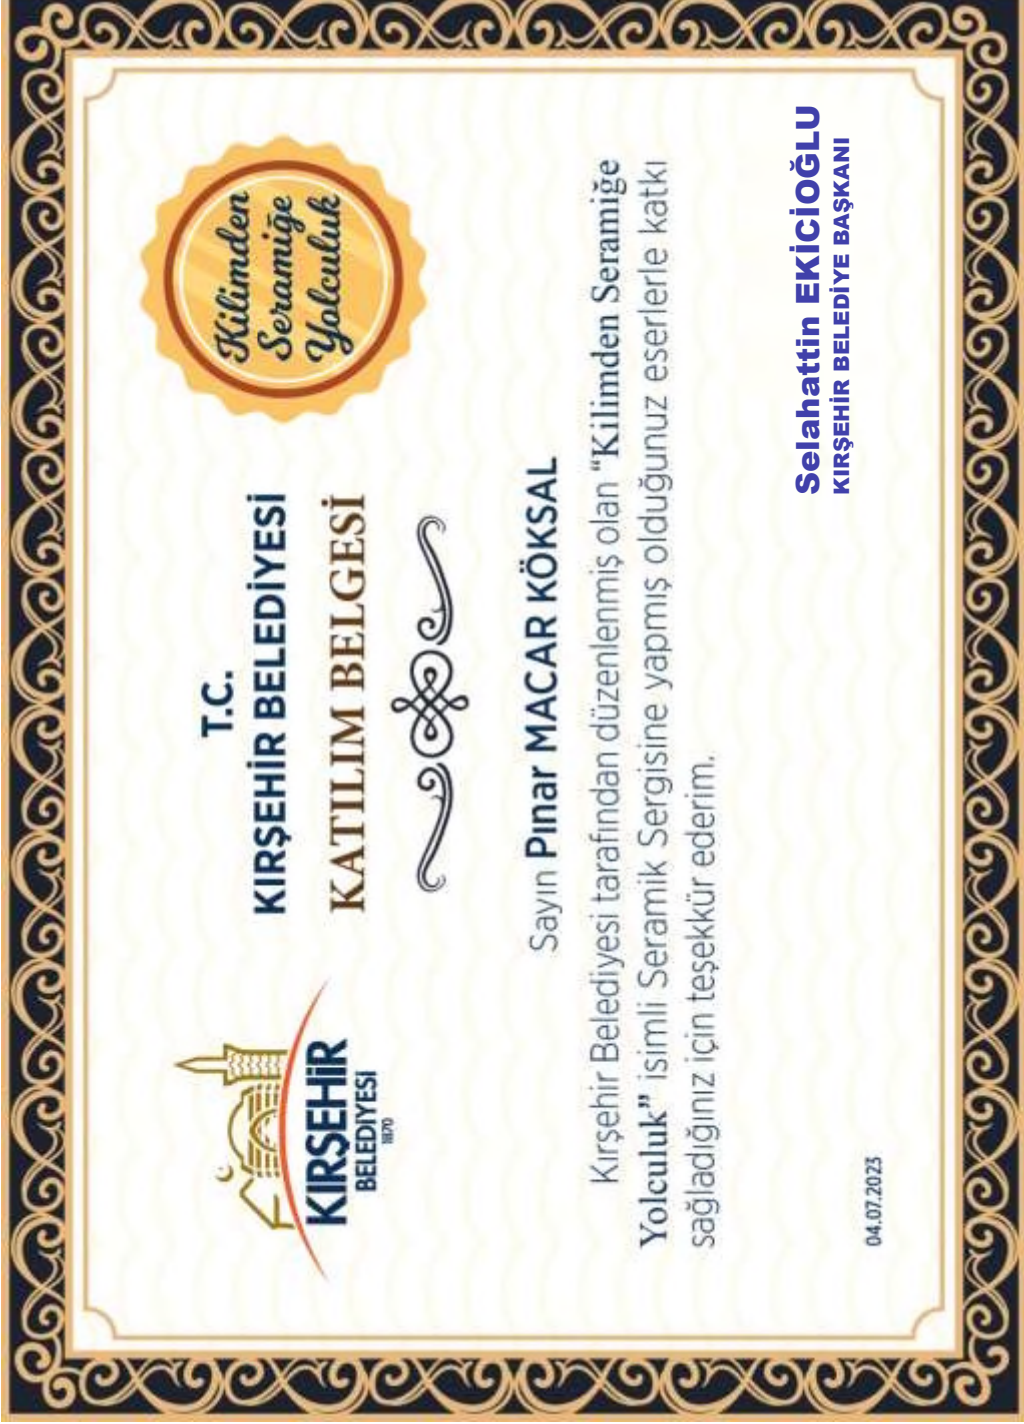 KIRŞEHİR
BELEDİYESİ
1870
T.C.
KIRŞEHİR BELEDİYESİ
KATILIM BELGESİ
Kilimden
Seramiğe
Yolculuk
Sayın Pınar MACAR KÖKSAL
Kırşehir Belediyesi tarafından düzenlenmiş olan “Kilimden Seramiğe
Yolculuk” isimli Seramik Sergisine yapmış olduğunuz eserlerle katkı
sağladığınız için teşekkür ederim.
04.07.2023
Selahattin EKİCİOĞLU
KIRŞEHİR BELEDİYE BAŞKANI